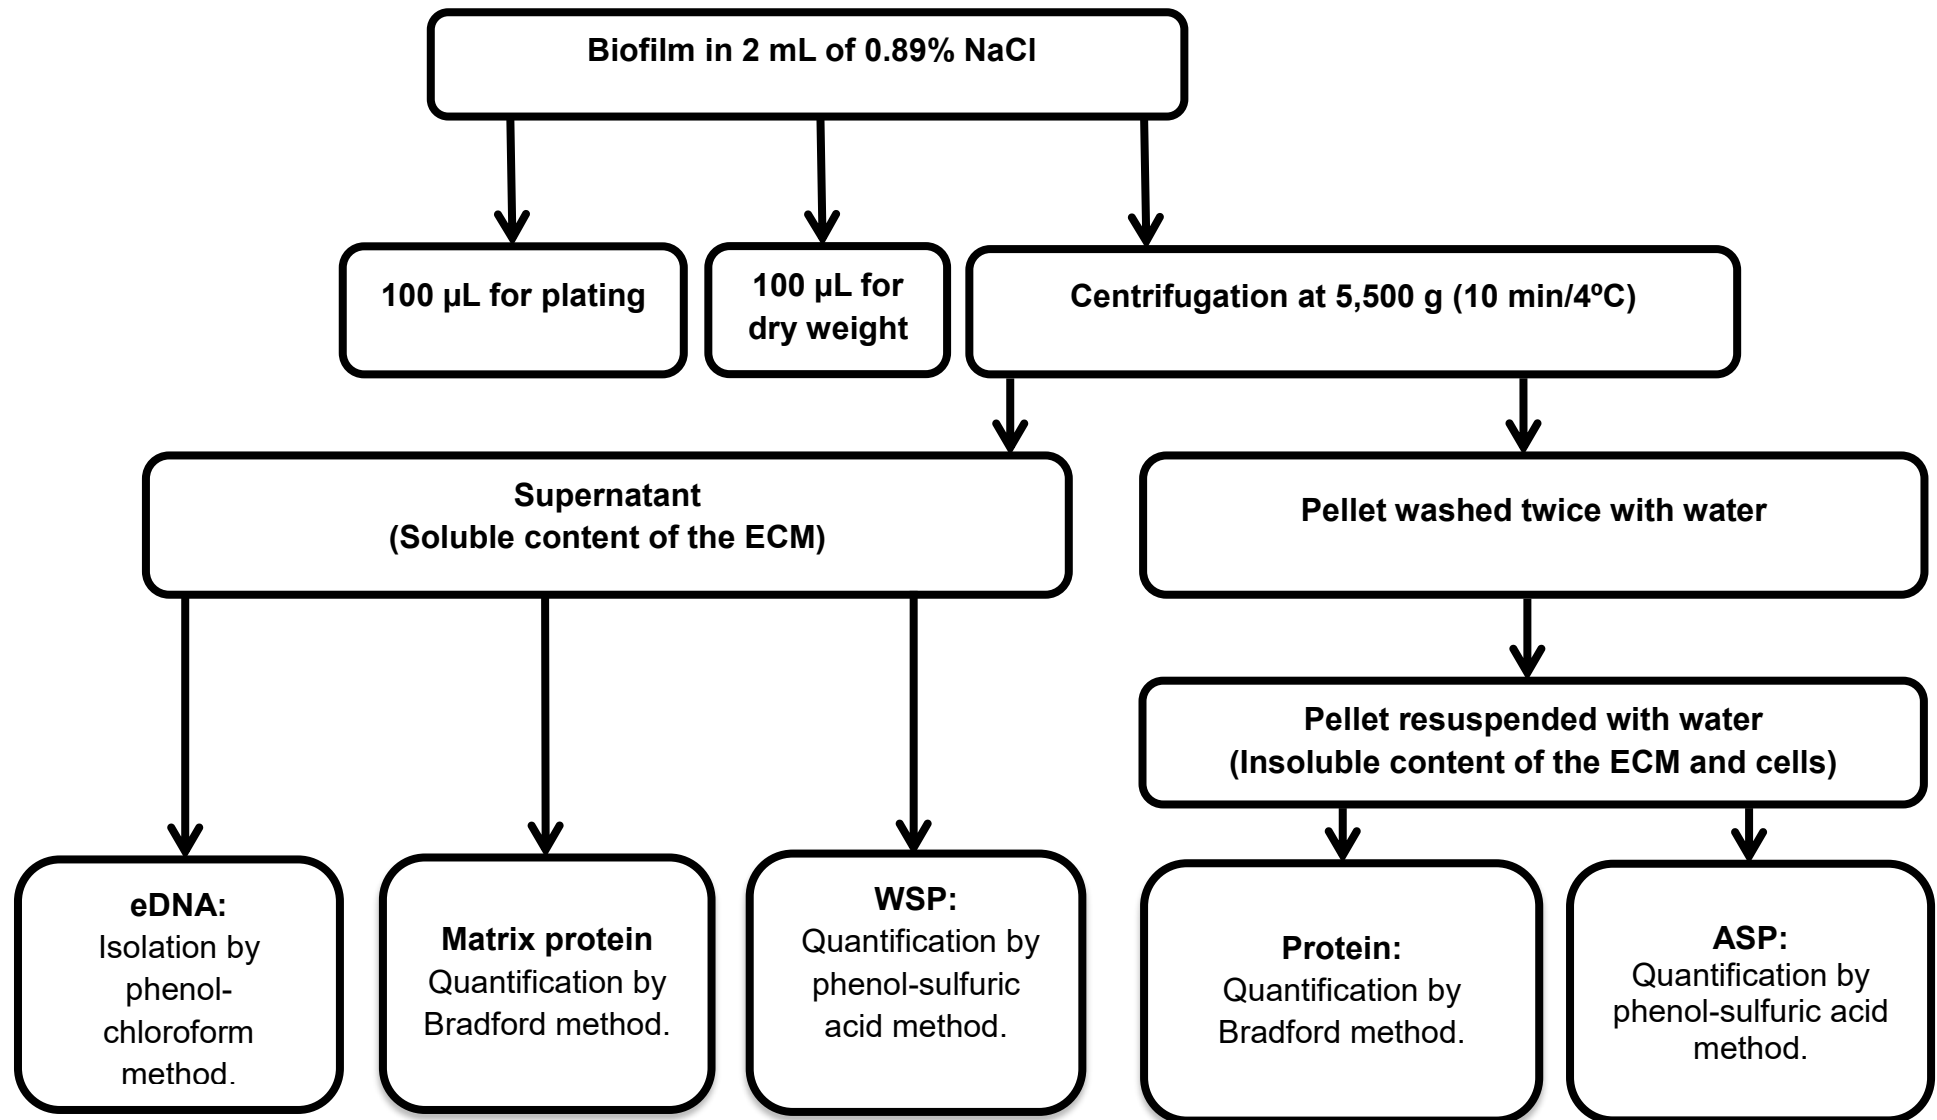 Biofilm in 2 mL of 0.89% NaCl
100 µL for plating
100 µL for
dry weight
Centrifugation at 5,500 g (10 min/4ºC)
Supernatant
(Soluble content of the ECM)
Pellet washed twice with water
Pellet resuspended with water
(Insoluble content of the ECM and cells)
eDNA:
Isolation by
phenol-
chloroform
method.
Matrix protein
Quantification by
Bradford method.
WSP:
Quantification by
phenol-sulfuric
acid method.
Protein:
Quantification by
Bradford method.
ASP:
Quantification by
phenol-sulfuric acid
method.